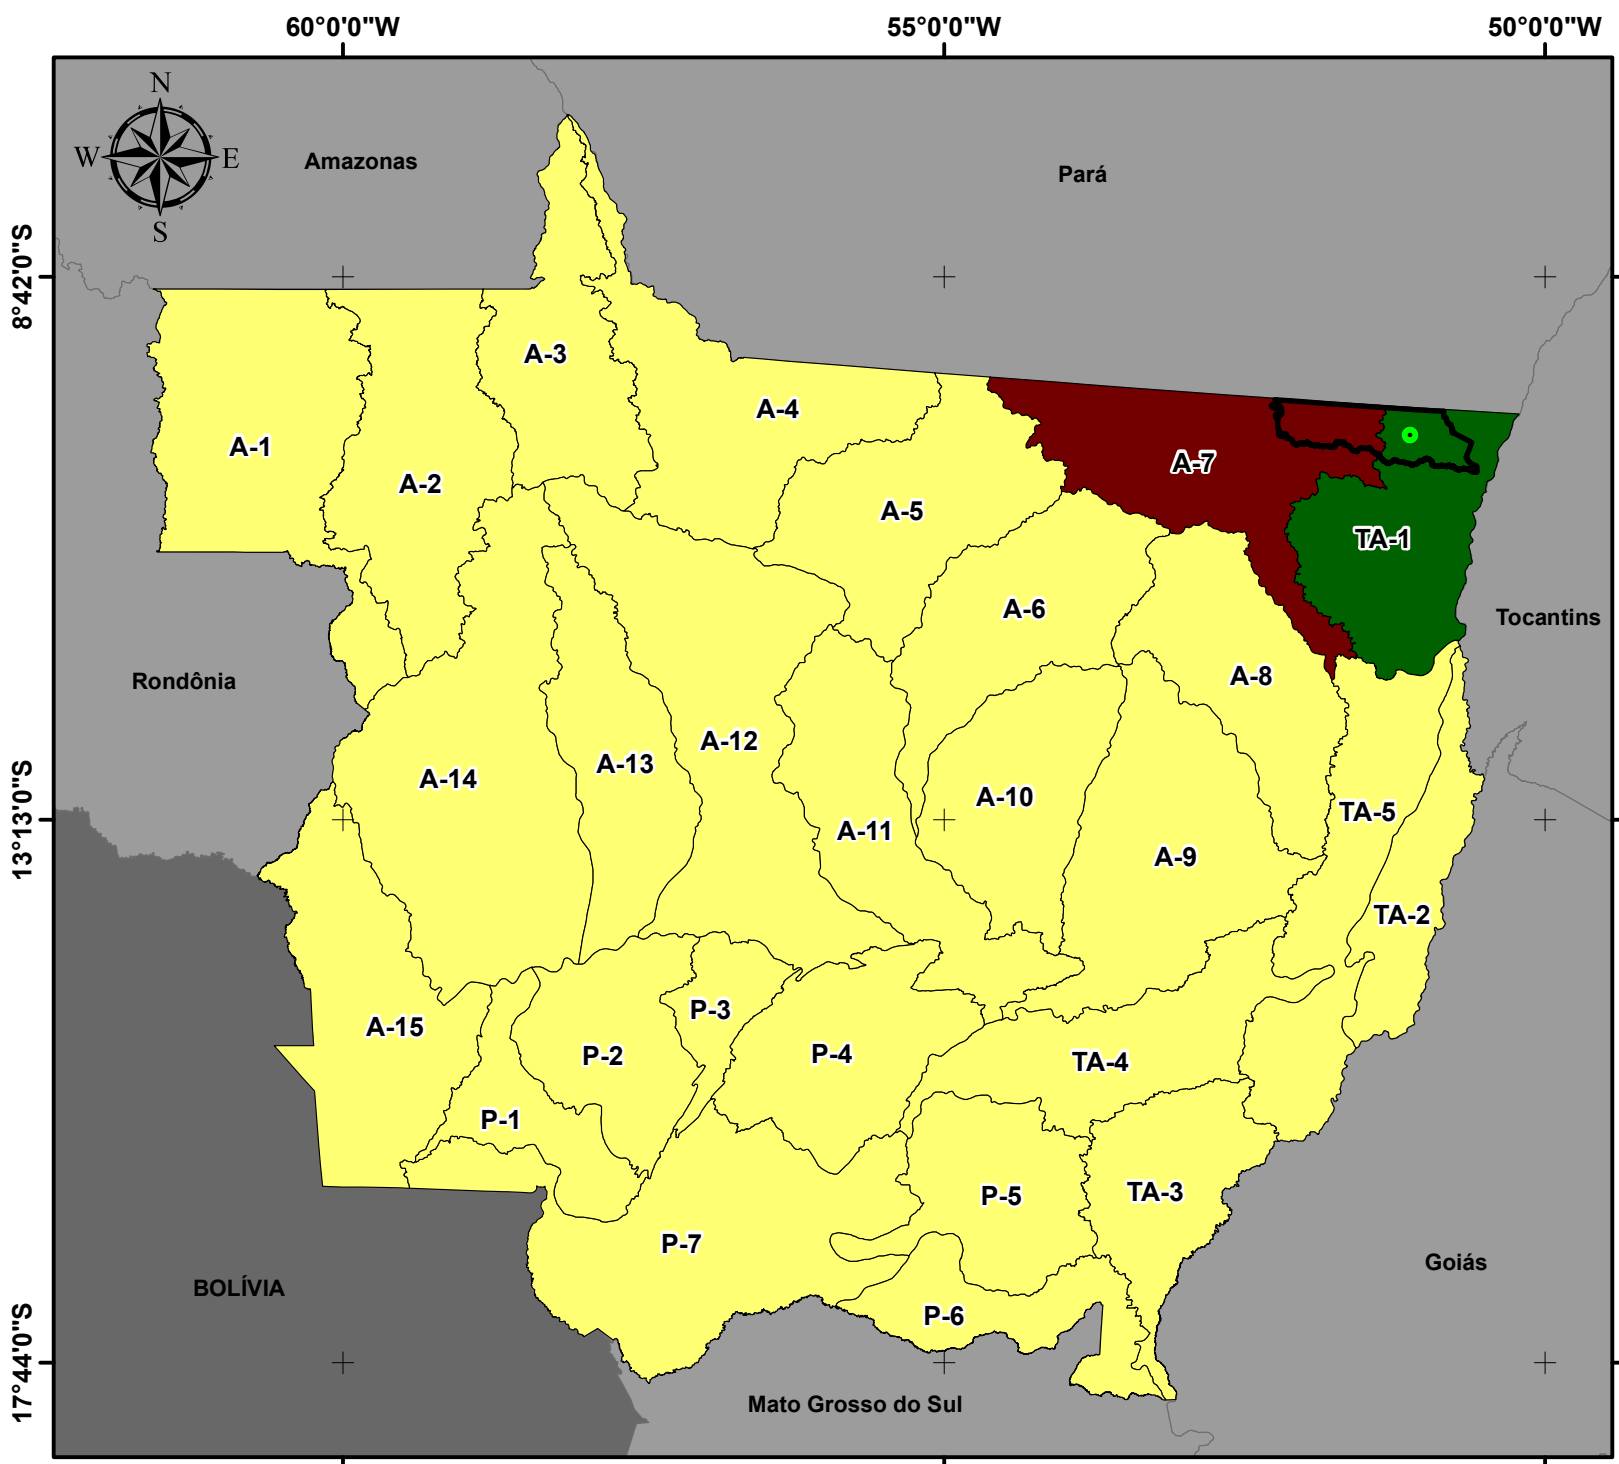 60°0'0"W
55°0'0"W
50°0'0"W
N
W
E
S
Amazonas
Pará
8°42'0"S
A-3
A-4
A-1
A-7
A-2
A-5
TA-1
A-6
Tocantins
Rondônia
A-8
A-12
A-13
A-14
A-10
TA-5
A-11
13°13'0"S
A-9
TA-2
P-3
A-15
P-4
P-2
TA-4
P-1
P-5
TA-3
P-7
Goiás
BOLÍVIA
P-6
17°44'0"S
Mato Grosso do Sul